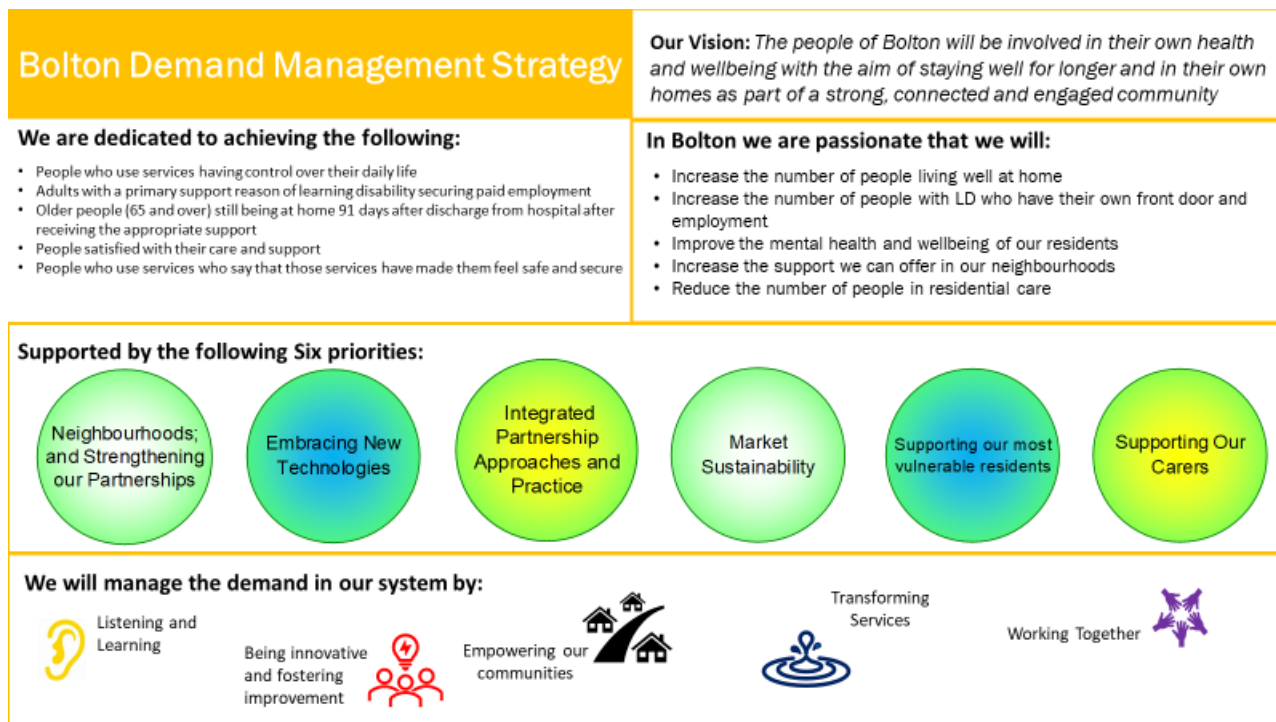 Bolton Demand Management Strategy
Our Vision: The people of Bolton will be involved in their own health
and wellbeing with the aim of staying well for longer and in their own
homes as part of a strong, connected and engaged community
We are dedicated to achieving the following:
• People who use services having control over their daily life
• Adults with a primary support reason of learning disability securing paid employment
• Older people (65 and over) still being at home 91 days after discharge from hospital after
receiving the appropriate support
• People satisfied with their care and support
• People who use services who say that those services have made them feel safe and secure
In Bolton we are passionate that we will:
• Increase the number of people living well at home
• Increase the number of people with LD who have their own front door and
employment
• Improve the mental health and wellbeing of our residents
• Increase the support we can offer in our neighbourhoods
• Reduce the number of people in residential care
Supported by the following Six priorities:
Neighbourhoods;
and Strengthening
our Partnerships
Embracing New
Technologies
Integrated
Partnership
Approaches and
Practice
Market
Sustainability
Supporting our most
vulnerable residents
Supporting Our
Carers
We will manage the demand in our system by:
Listening and
Learning
Being innovative
and fostering
improvement
Empowering our
communities
Transforming
Services
Working Together